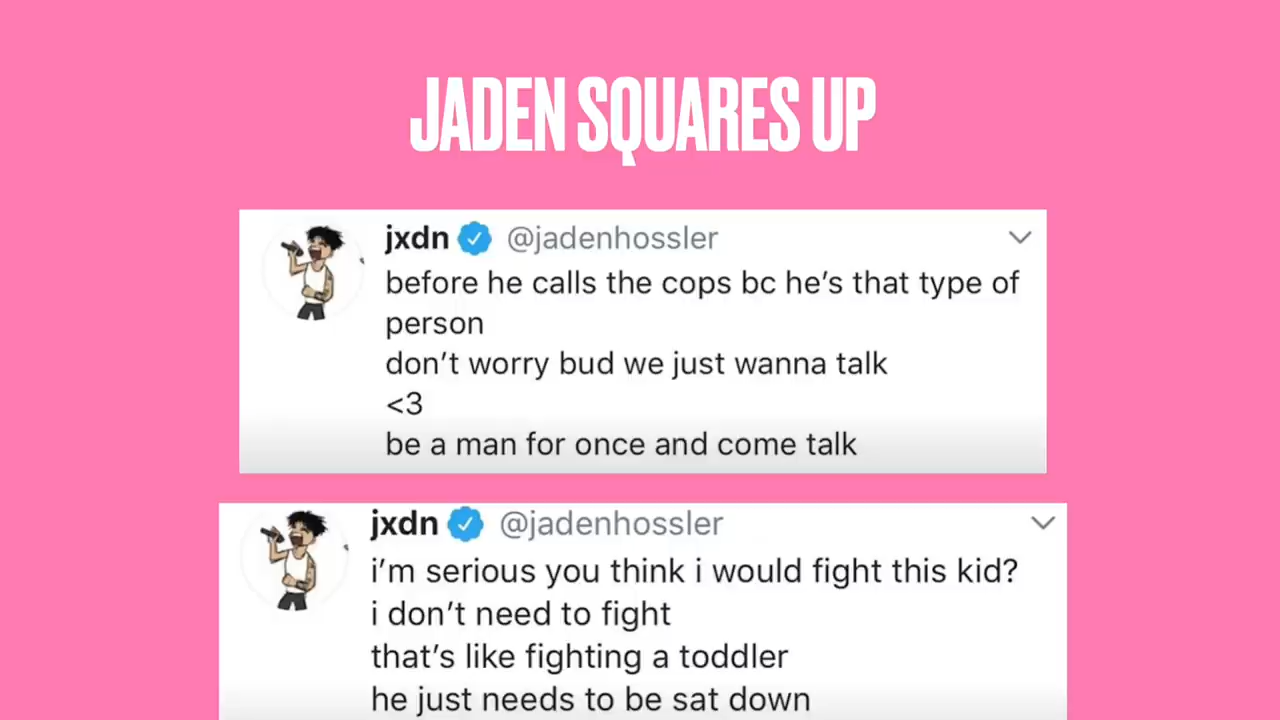 JADEN SQUARES UP
jxdn @jadenhossler
before he calls the cops bc he's that type of
person
don't worry bud we just wanna talk
<3
be a man for once and come talk
jxdn @jadenhossler
i'm serious you think i would fight this kid?
i don't need to fight
that's like fighting a toddler
he just needs to be sat down